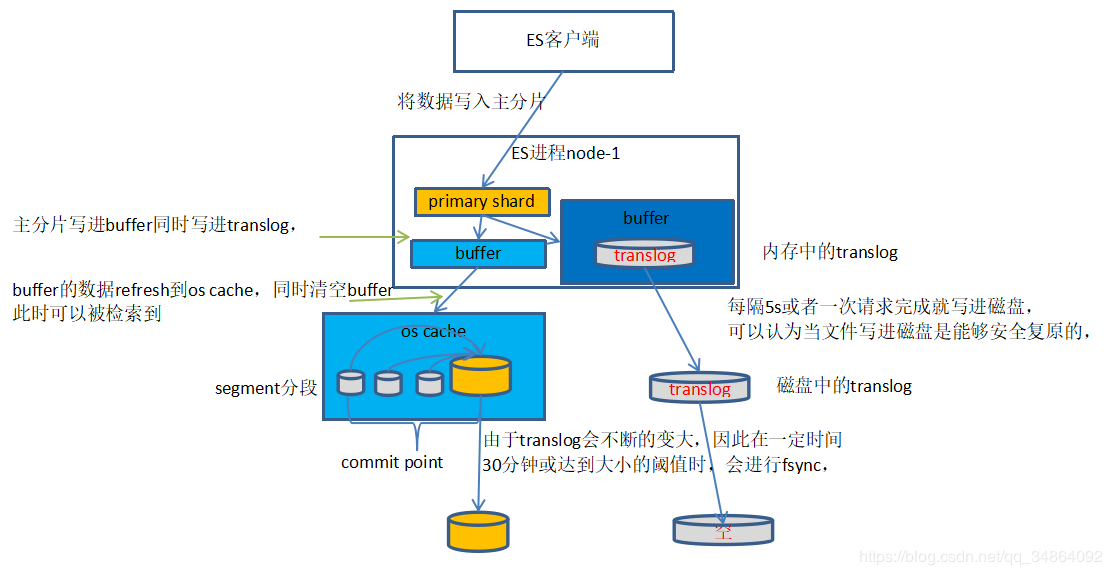 ES客户端
将数据写入主分片
ES进程node-1
primary shard
buffer
translog
主分片写进buffer同时写进translog，
buffer
内存中的translog
buffer的数据refresh到os cache，同时清空buffer
此时可以被检索到
每隔5s或者一次请求完成就写进磁盘，
可以认为当文件写进磁盘是能够安全复原的，
os cache
segment分段
translog
磁盘中的translog
由于translog会不断的变大，因此在一定时间
30分钟或达到大小的阈值时，会进行fsync，
commit point
空
https://blog.csdn.net/qq_34864092